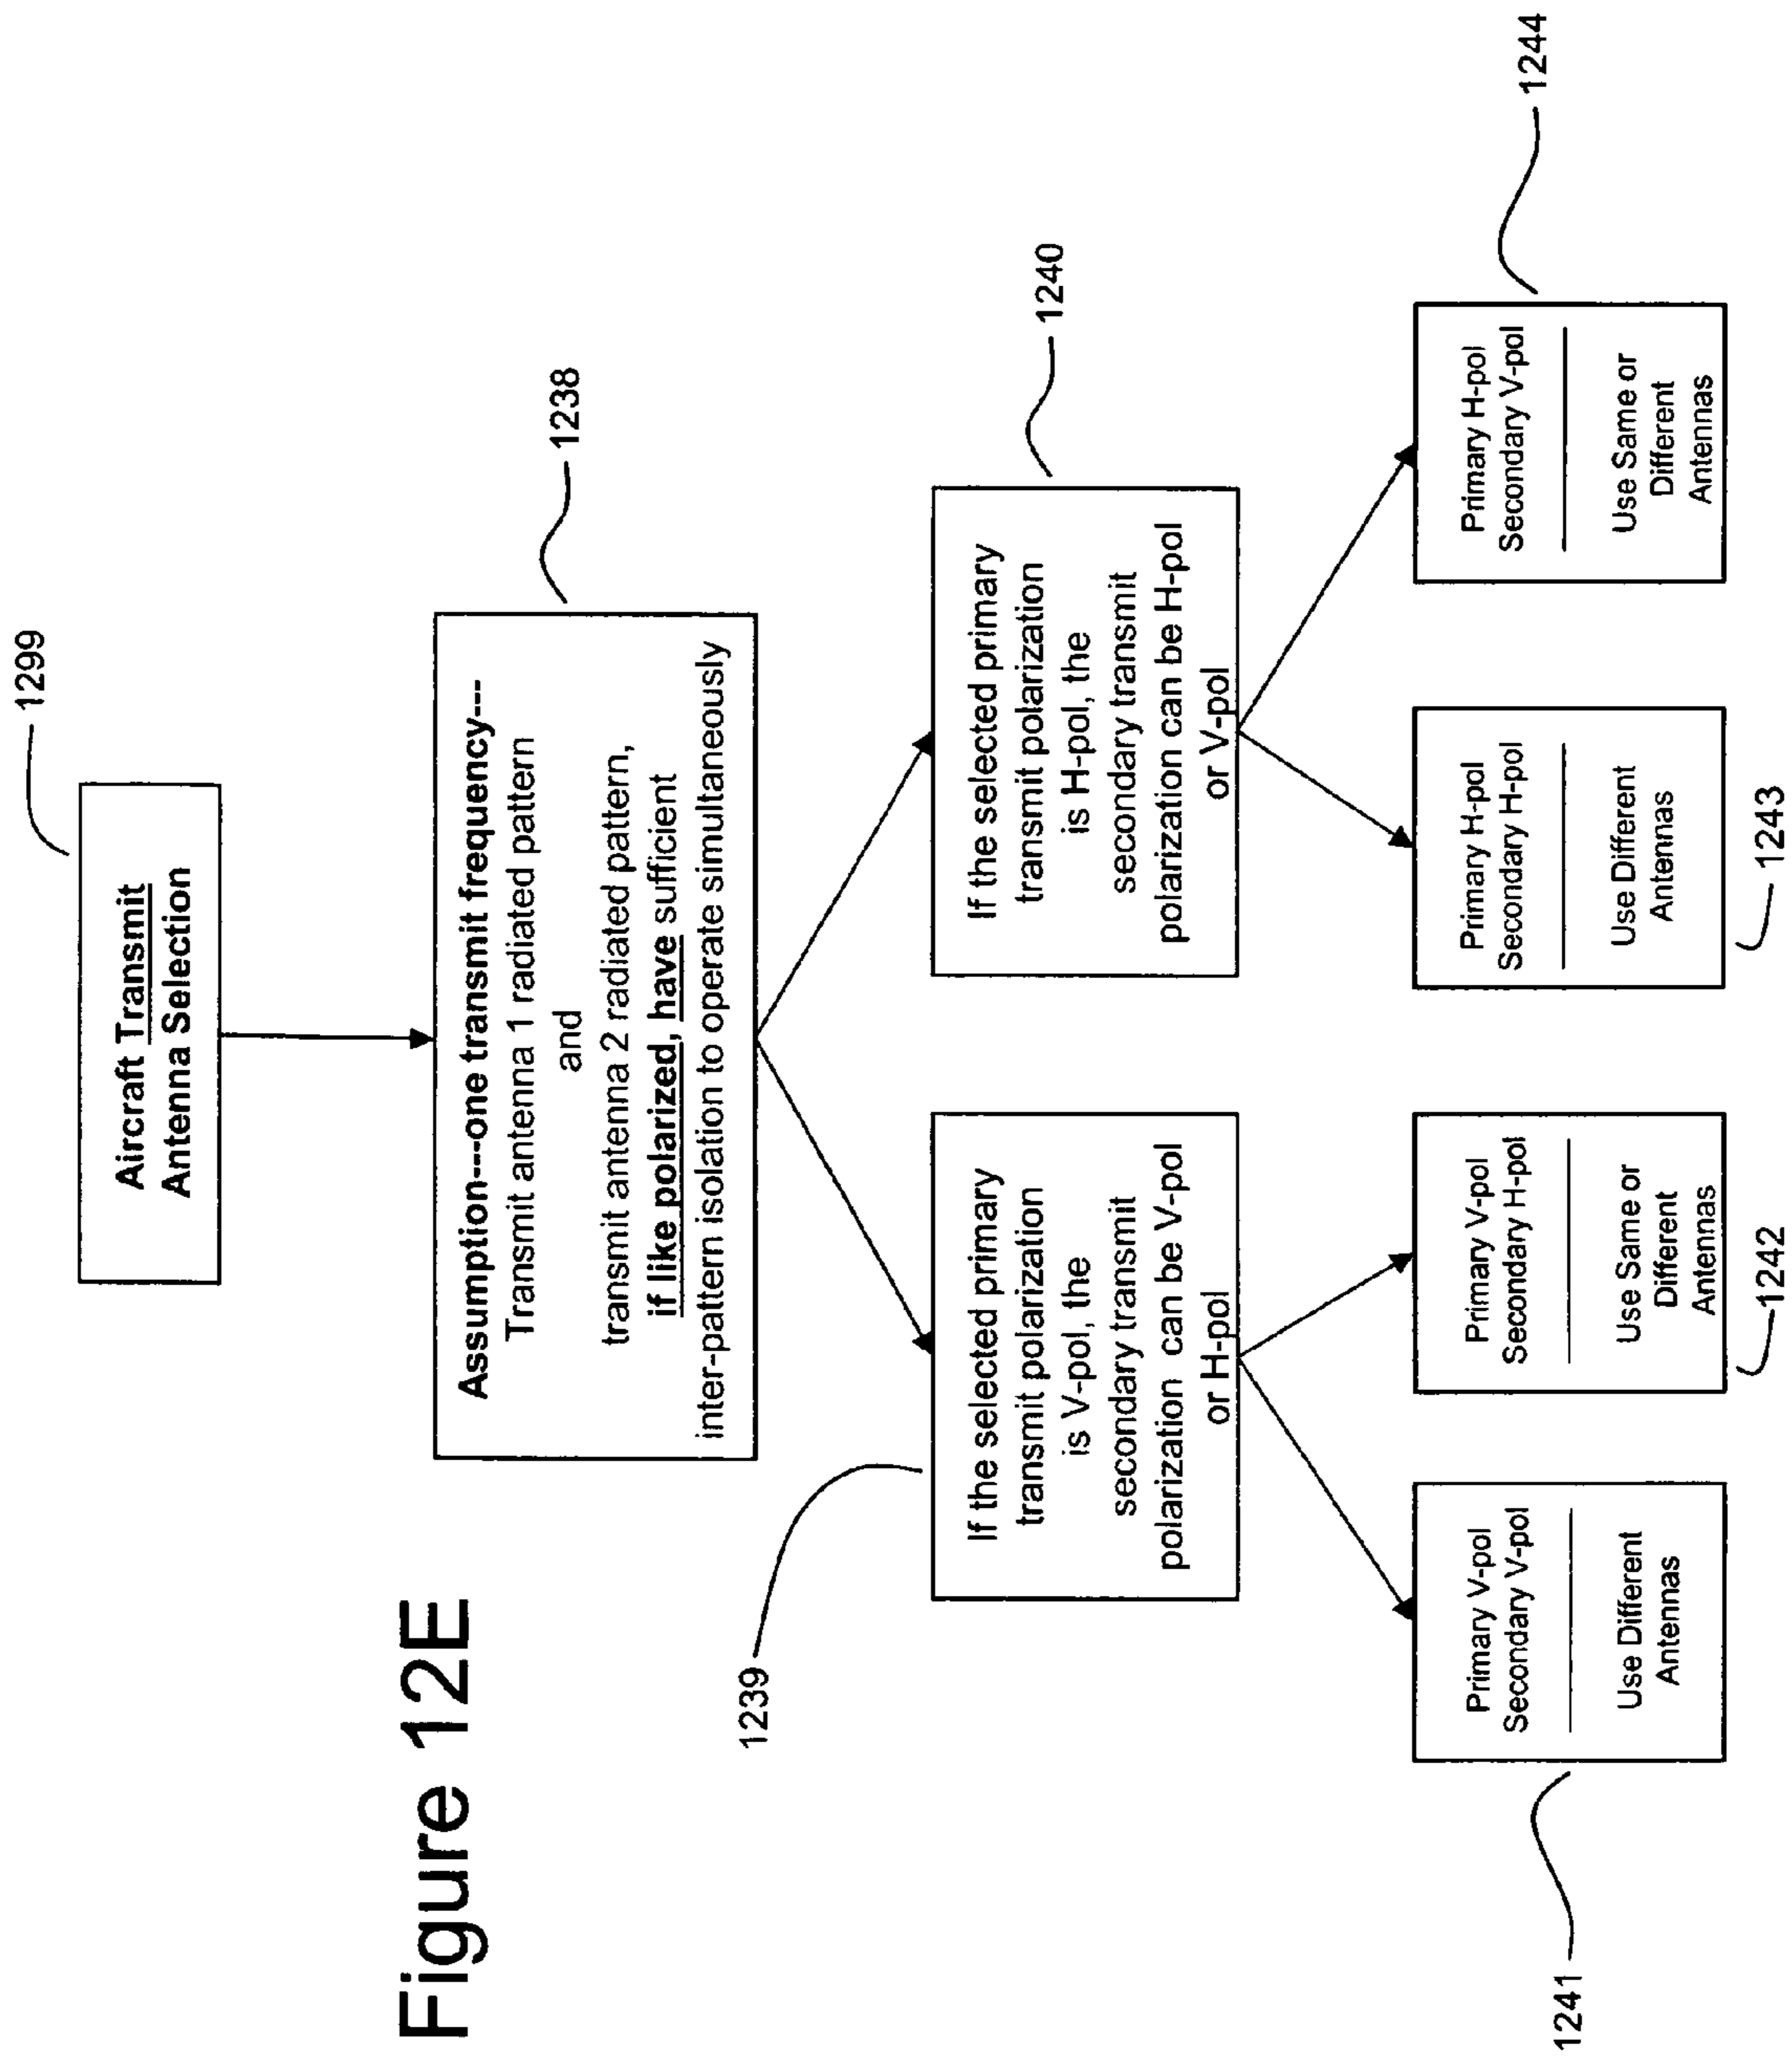 Figure 12E
1299
Aircraft Transmit
Antenna Selection
1238
Assumption---one transmit frequency---
Transmit antenna 1 radiated pattern
and
transmit antenna 2 radiated pattern,
if like polarized, have sufficient
inter-pattern isolation to operate simultaneously
1239
If the selected primary
transmit polarization
is V-pol, the
secondary transmit
polarization can be V-pol
or H-pol
1240
If the selected primary
transmit polarization
is H-pol, the
secondary transmit
polarization can be H-pol
or V-pol
1241
Primary V-pol
Secondary V-pol
Use Different
Antennas
1242
Primary V-pol
Secondary H-pol
Use Same or
Different
Antennas
1243
Primary H-pol
Secondary H-pol
Use Different
Antennas
1244
Primary H-pol
Secondary V-pol
Use Same or
Different
Antennas